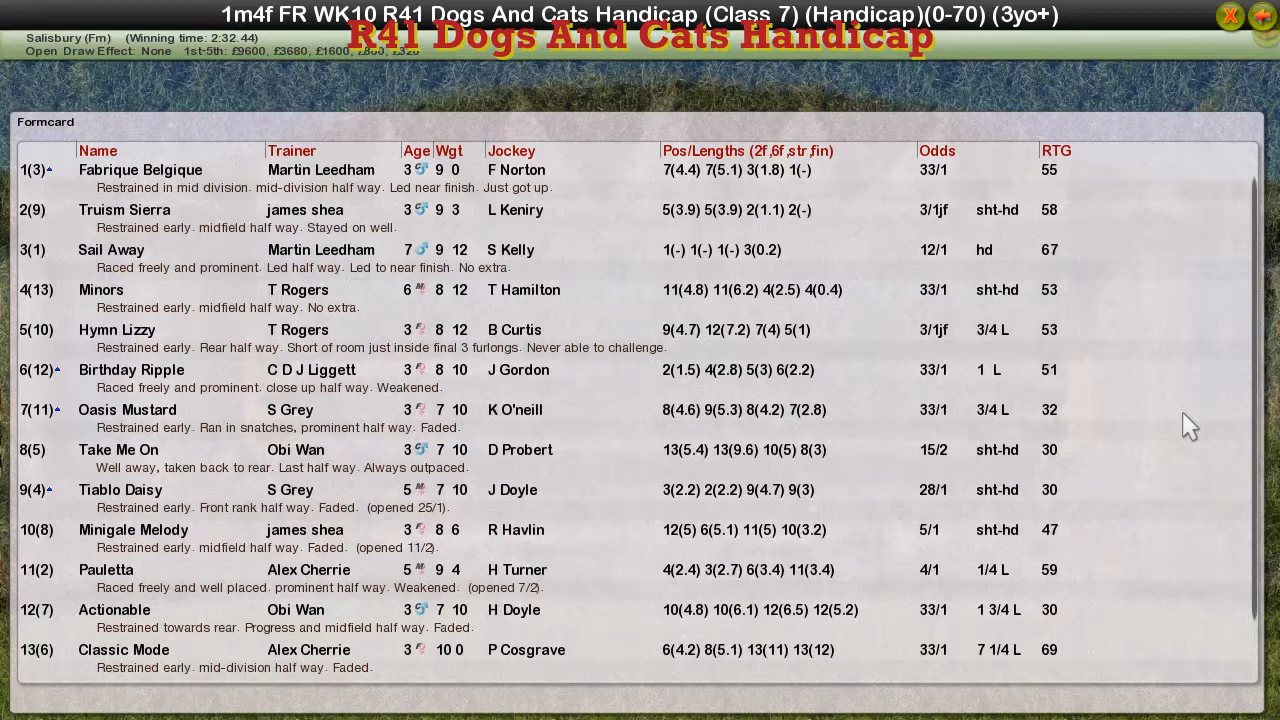 1m4f FR WK10 R41 Dogs And Cats Handicap (Class 7) (Handicap)(0-70) (3yo+)
R41 Dogs And Cats Handicap
Salisbury (Fm) (Winning time: 2:32.44)
Open Draw Effect: None 1st-5th: £9600, £3680, £1600, £800, £320
Formcard
Name Trainer Age Wgt Jockey Pos/Lengths (2f,6f,str,fin) Odds RTG
1(3) Fabrique Belgique Martin Leedham 3 9 0 F Norton 7(4.4) 7(5.1) 3(1.8) 1(-) 33/1 55
Restrained in mid division. mid-division half way. Led near finish. Just got up.
2(9) Truism Sierra james shea 3 9 3 L Keniry 5(3.9) 5(3.9) 2(1.1) 2(-) 3/1jf sht-hd 58
Restrained early. midfield half way. Stayed on well.
3(1) Sail Away Martin Leedham 7 9 12 S Kelly 1(-) 1(-) 1(-) 3(0.2) 12/1 hd 67
Raced freely and prominent. Led half way. Led to near finish. No extra.
4(13) Minors T Rogers 6 8 12 T Hamilton 11(4.8) 11(6.2) 4(2.5) 4(0.4) 33/1 sht-hd 53
Restrained early. midfield half way. No extra.
5(10) Hymn Lizzy T Rogers 3 8 12 B Curtis 9(4.7) 12(7.2) 7(4) 5(1) 3/1jf 3/4 L 53
Restrained early. Rear half way. Short of room just inside final 3 furlongs. Never able to challenge.
6(12) Birthday Ripple C D J Liggett 3 8 10 J Gordon 2(1.5) 4(2.8) 5(3) 6(2.2) 33/1 1 L 51
Raced freely and prominent. close up half way. Weakened.
7(11) Oasis Mustard S Grey 3 7 10 K O'neill 8(4.6) 9(5.3) 8(4.2) 7(2.8) 33/1 3/4 L 32
Restrained early. Ran in snatches, prominent half way. Faded.
8(5) Take Me On Obi Wan 3 7 10 D Probert 13(5.4) 13(9.6) 10(5) 8(3) 15/2 sht-hd 30
Well away, taken back to rear. Last half way. Always outpaced.
9(4) Tiablo Daisy S Grey 5 7 10 J Doyle 3(2.2) 2(2.2) 9(4.7) 9(3) 28/1 sht-hd 30
Restrained early. Front rank half way. Faded. (opened 25/1).
10(8) Minigale Melody james shea 3 8 6 R Havlin 12(5) 6(5.1) 11(5) 10(3.2) 5/1 sht-hd 47
Restrained early. midfield half way. Faded. (opened 11/2).
11(2) Pauletta Alex Cherrie 5 9 4 H Turner 4(2.4) 3(2.7) 6(3.4) 11(3.4) 4/1 1/4 L 59
Raced freely and well placed. prominent half way. Weakened. (opened 7/2).
12(7) Actionable Obi Wan 3 7 10 H Doyle 10(4.8) 10(6.1) 12(6.5) 12(5.2) 33/1 1 3/4 L 30
Restrained towards rear. Progress and midfield half way. Faded.
13(6) Classic Mode Alex Cherrie 3 10 0 P Cosgrave 6(4.2) 8(5.1) 13(11) 13(12) 33/1 7 1/4 L 69
Restrained early. mid-division half way. Faded.